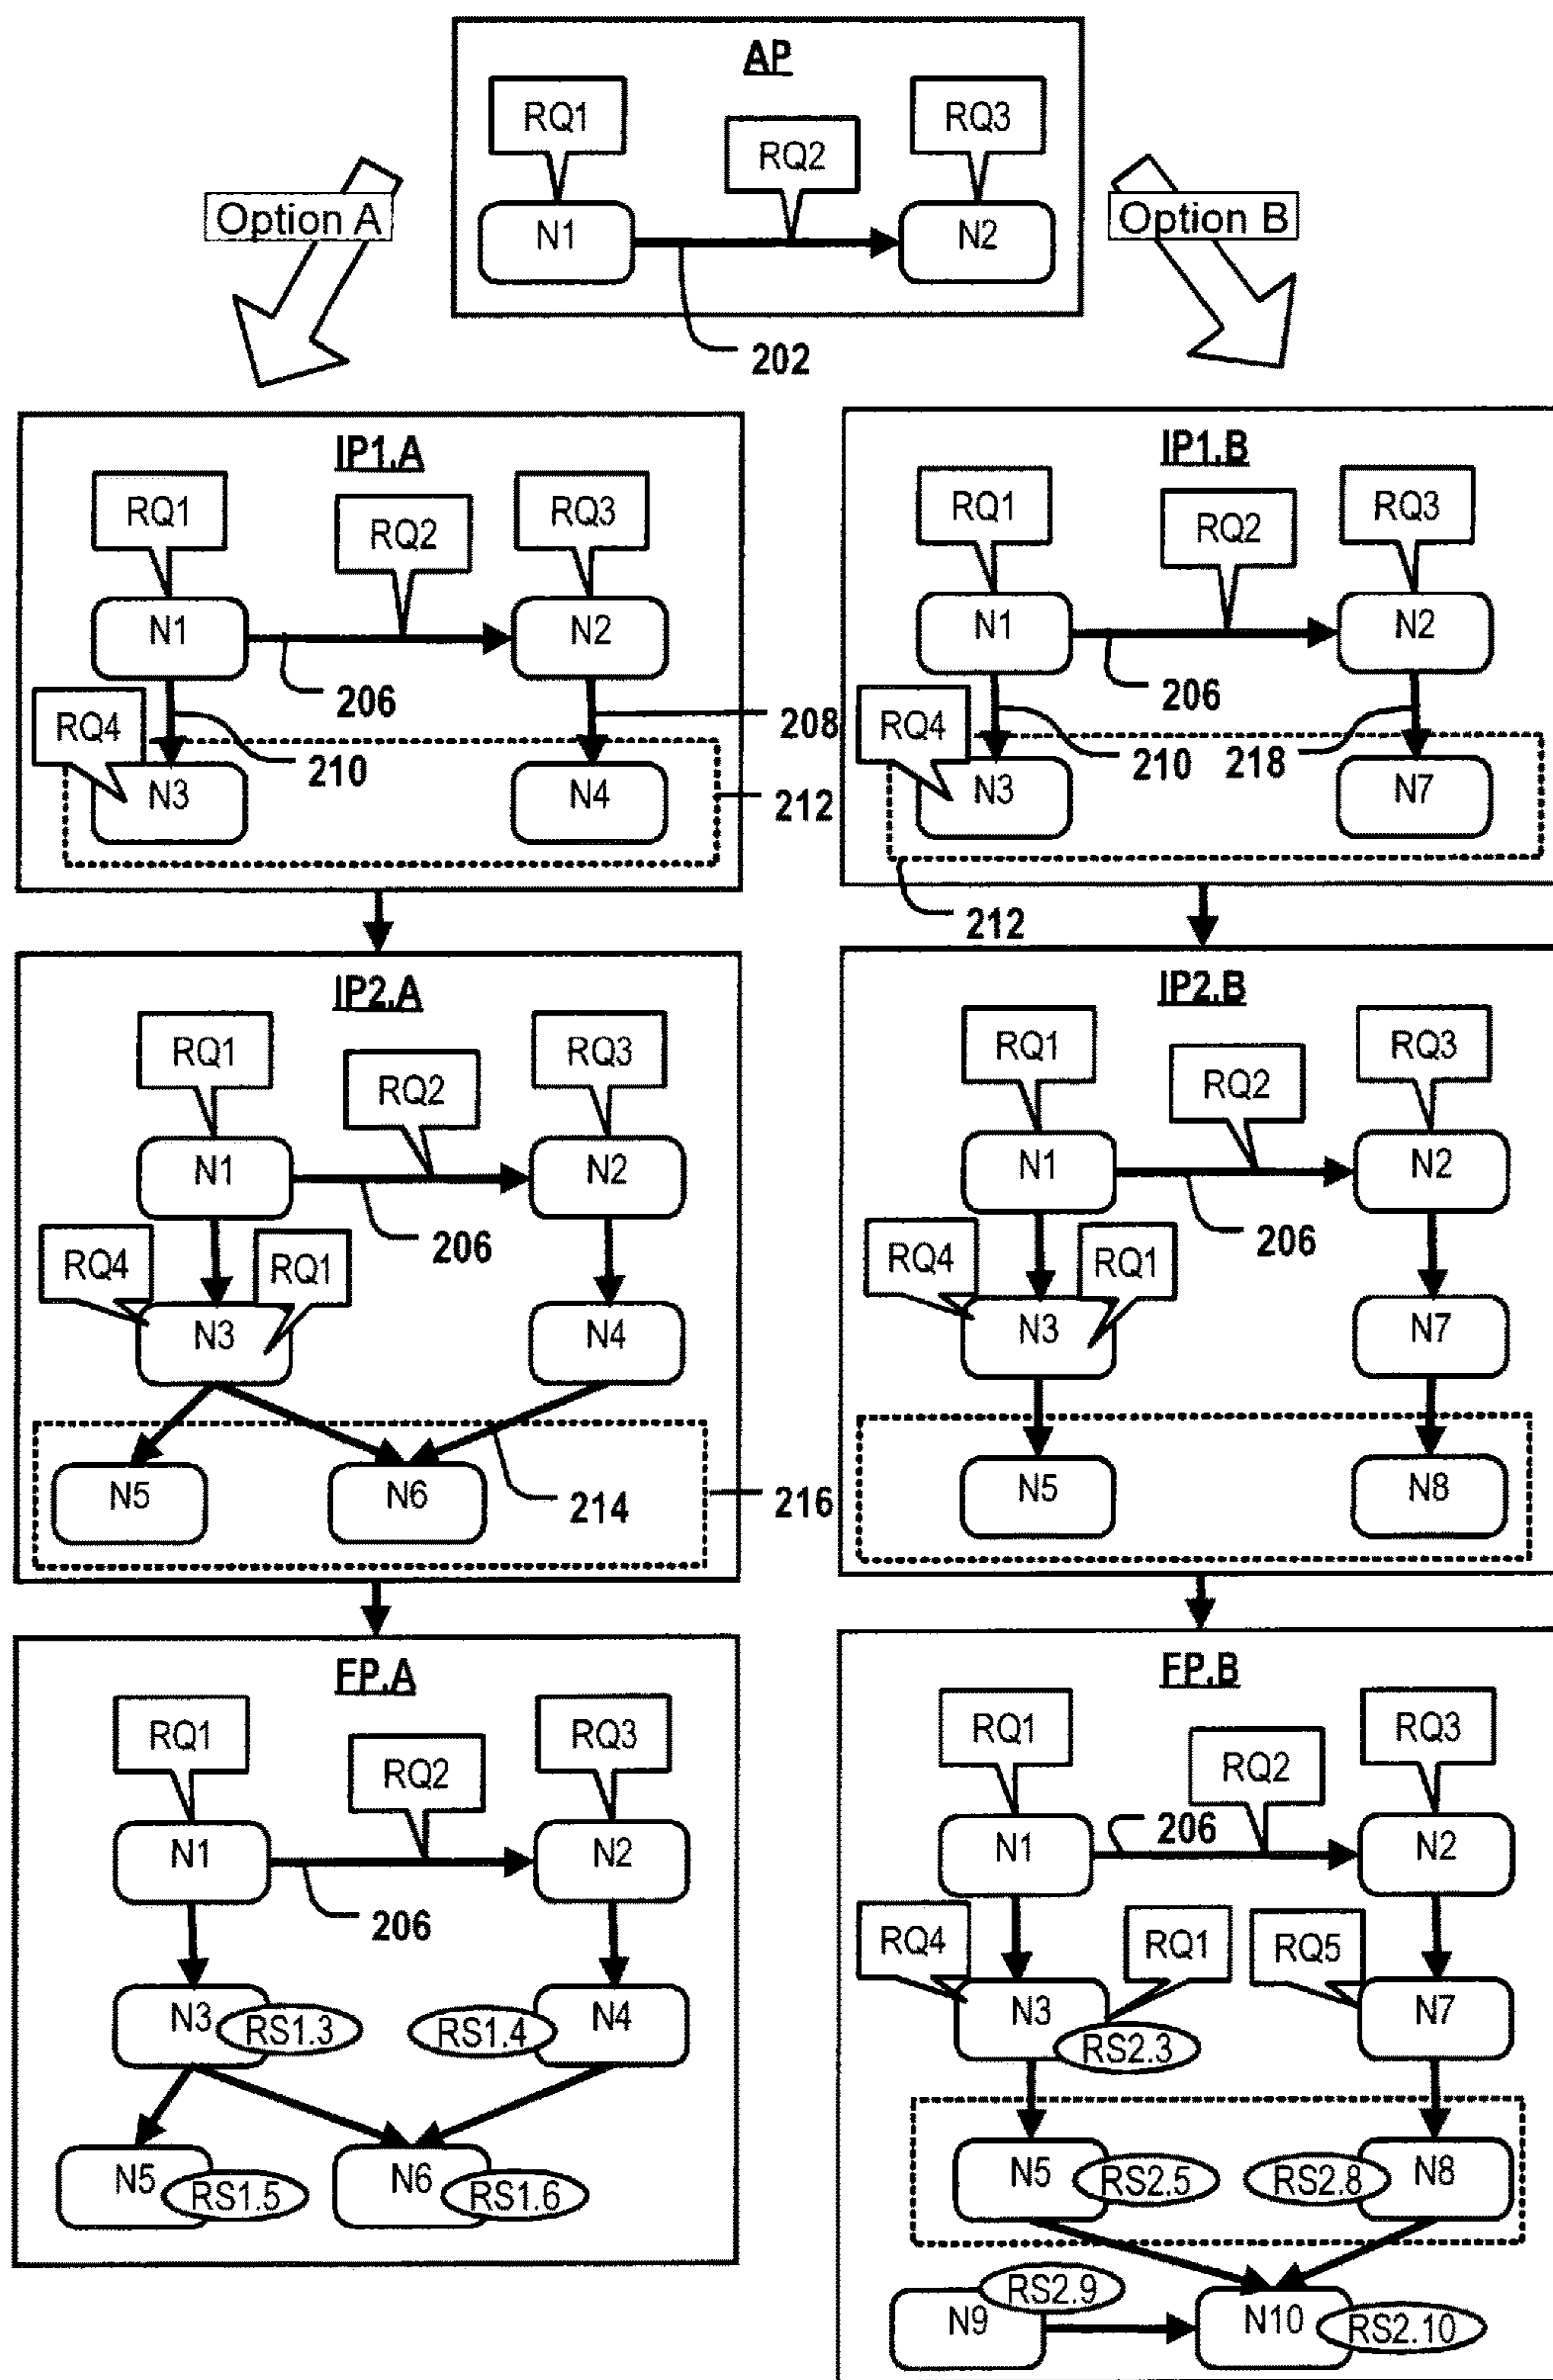 AP
RQ1
RQ2
RQ3
N1
N2
202
Option A
Option B
IP1.A
RQ1
RQ2
RQ3
N1
N2
206
208
RQ4
210
N3
N4
212
IP1.B
RQ1
RQ2
RQ3
N1
N2
206
RQ4
210
218
N3
N7
212
IP2.A
RQ1
RQ2
RQ3
N1
N2
206
RQ4
RQ1
N3
N4
N5
N6
214
216
IP2.B
RQ1
RQ2
RQ3
N1
N2
206
RQ4
RQ1
N3
N7
N5
N8
FP.A
RQ1
RQ2
RQ3
N1
N2
206
N3
RS1.3
RS1.4
N4
N5
RS1.5
N6
RS1.6
FP.B
RQ1
RQ2
RQ3
N1
206
N2
RQ4
RQ1
RQ5
N3
RS2.3
N7
N5
RS2.5
RS2.8
N8
N9
RS2.9
N10
RS2.10